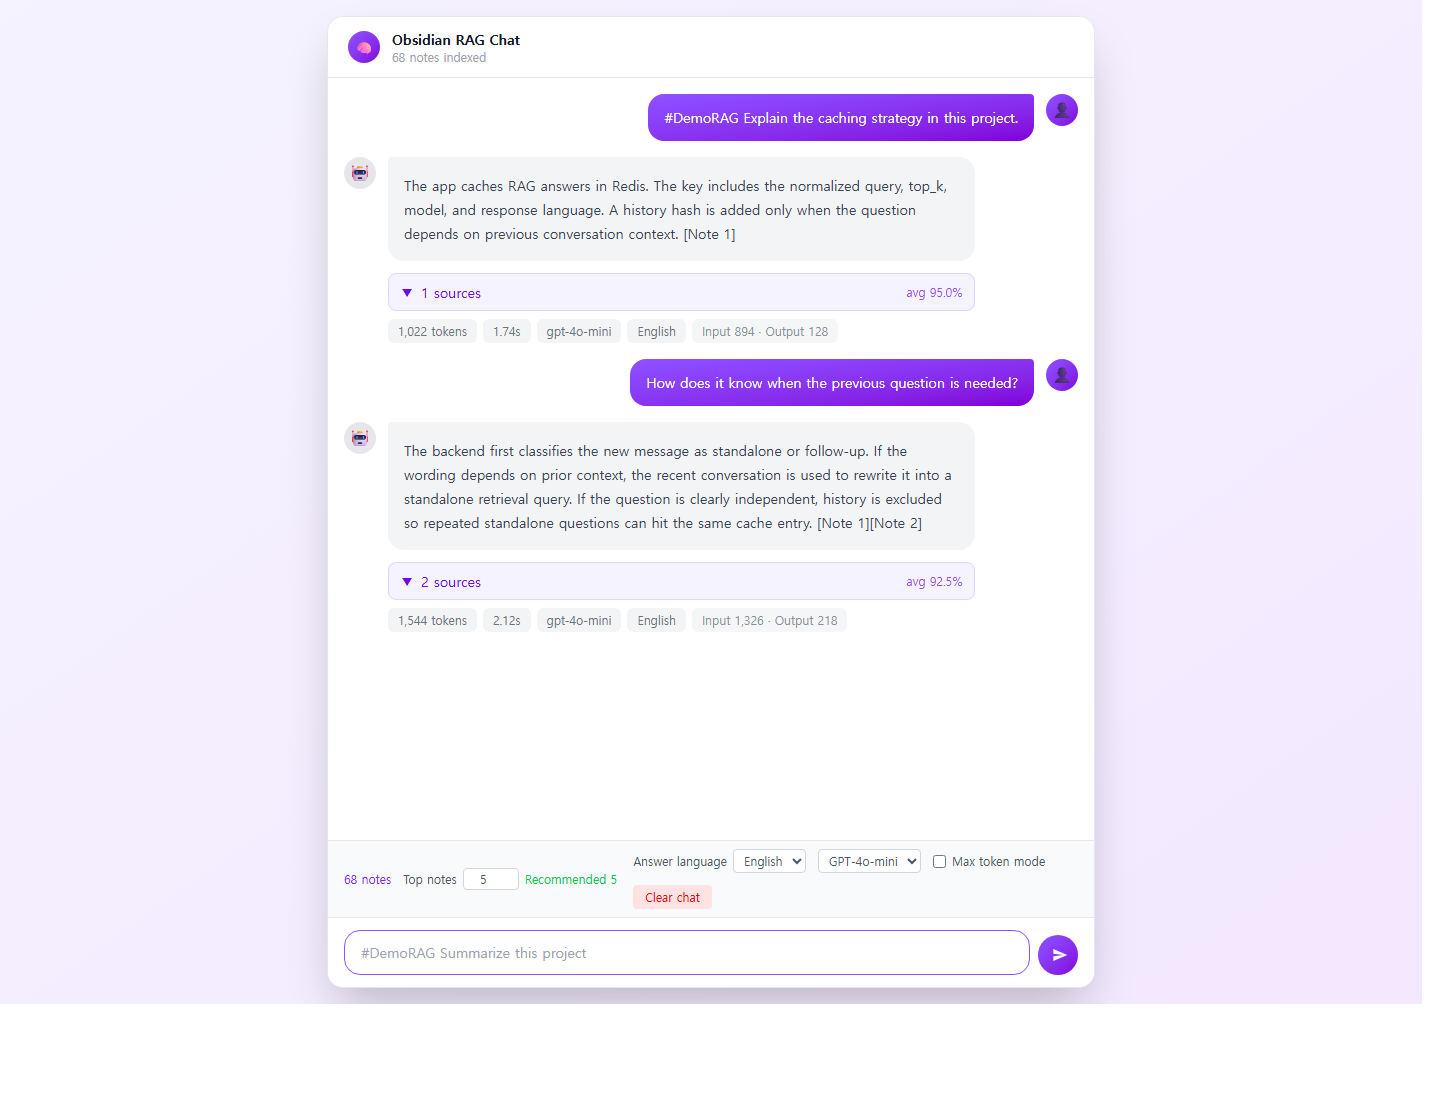 Obsidian RAG Chat
68 notes indexed
#DemoRAG Explain the caching strategy in this project.
The app caches RAG answers in Redis. The key includes the normalized query, top_k,
model, and response language. A history hash is added only when the question
depends on previous conversation context. [Note 1]
▼ 1 sources avg 95.0%
1,022 tokens 1.74s gpt-4o-mini English Input 894 · Output 128
How does it know when the previous question is needed?
The backend first classifies the new message as standalone or follow-up. If the
wording depends on prior context, the recent conversation is used to rewrite it into a
standalone retrieval query. If the question is clearly independent, history is excluded
so repeated standalone questions can hit the same cache entry. [Note 1][Note 2]
▼ 2 sources avg 92.5%
1,544 tokens 2.12s gpt-4o-mini English Input 1,326 · Output 218
68 notes Top notes 5 Recommended 5
Answer language English GPT-4o-mini Max token mode
Clear chat
#DemoRAG Summarize this project